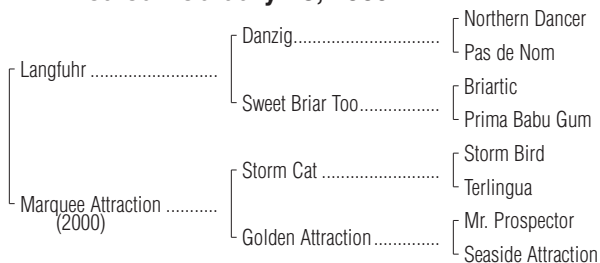 Northern Dancer
Danzig
Pas de Nom
Langfuhr
Briartic
Sweet Briar Too
Prima Babu Gum
Storm Bird
Storm Cat
Terlingua
Marquee Attraction
(2000)
Mr. Prospector
Golden Attraction
Seaside Attraction